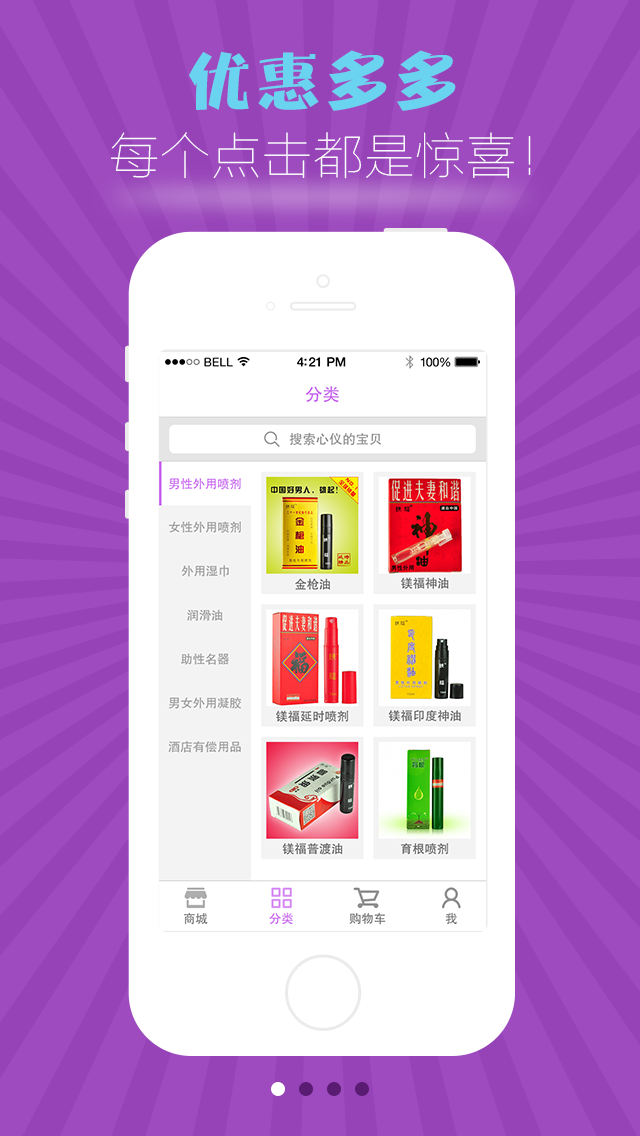 优惠多多
每个点击都是惊喜!
BELL
4:21 PM
100%
分类
搜索心仪的宝贝
男性外用喷剂
女性外用喷剂
外用湿巾
润滑油
助性名器
男女外用凝胶
酒店有偿用品
中国好男人,雄起!
金枪油
金枪油
促进夫妻和谐
神油
镁福神油
促进夫妻和谐
福
镁福延时喷剂
镁福印度神油
镁福普渡油
育根喷剂
商城
分类
购物车
我